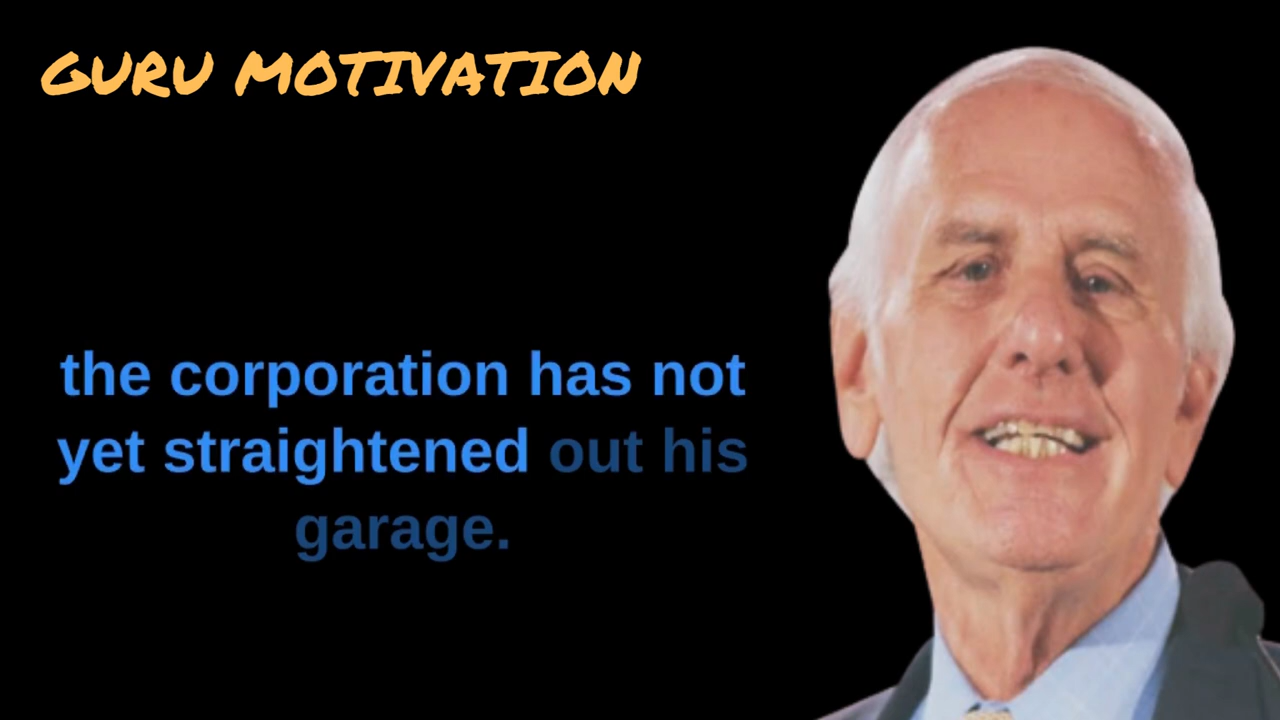 GURU MOTIVATION
the corporation has not
yet straightened out his
garage.